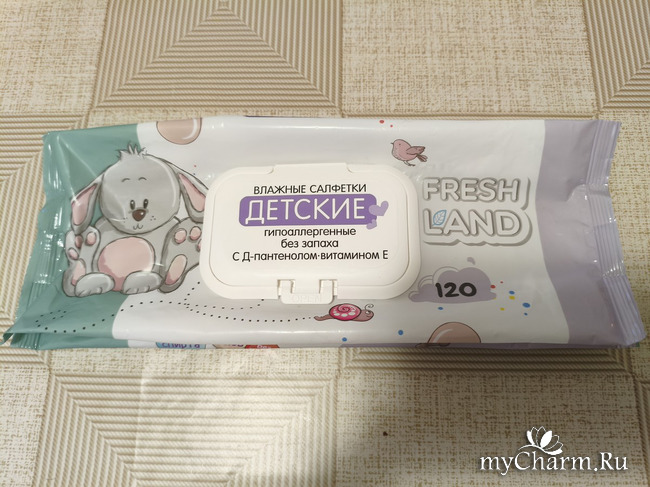 ВЛАЖНЫЕ САЛФЕТКИ
ДЕТСКИЕ
гипоаллергенные
без запаха
С Д-пантенолом·витамином Е
FRESH
LAND
120
myCharm.Ru